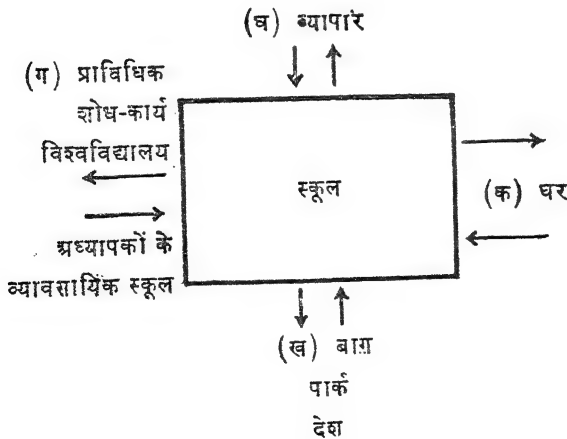 (घ) व्यापार
(ग) प्राविधिक
शोध-कार्य
विश्वविद्यालय
स्कूल
(क) घर
अध्यापकों के
व्यावसायिक स्कूल
(ख) बाग़
पार्क
देश